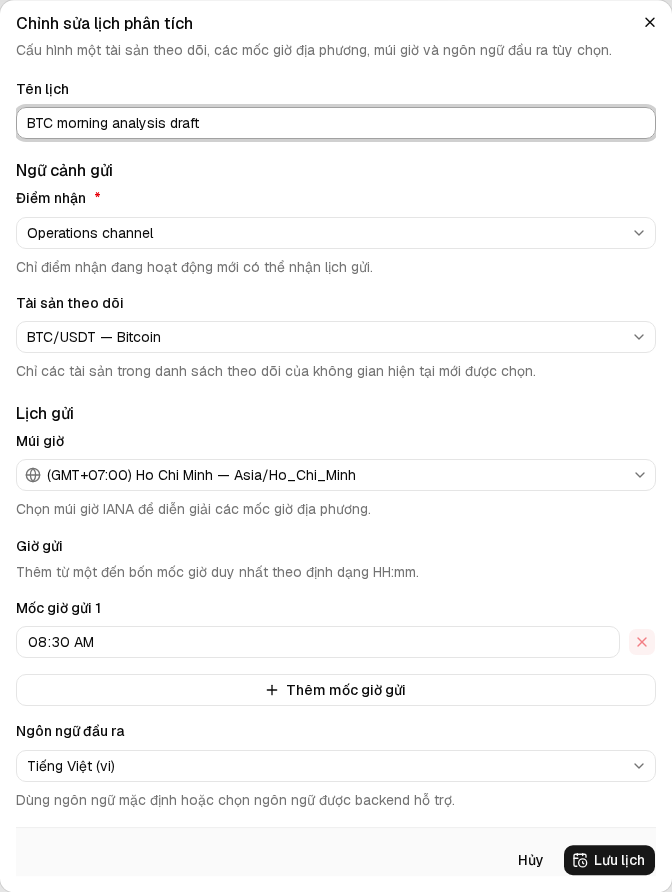 Chỉnh sửa lịch phân tích
Cấu hình một tài sản theo dõi, các mốc giờ địa phương, múi giờ và ngôn ngữ đầu ra tùy chọn.
Tên lịch
BTC morning analysis draft
Ngữ cảnh gửi
Điểm nhận *
Operations channel
Chỉ điểm nhận đang hoạt động mới có thể nhận lịch gửi.
Tài sản theo dõi
BTC/USDT — Bitcoin
Chỉ các tài sản trong danh sách theo dõi của không gian hiện tại mới được chọn.
Lịch gửi
Múi giờ
(GMT+07:00) Ho Chi Minh — Asia/Ho_Chi_Minh
Chọn múi giờ IANA để diễn giải các mốc giờ địa phương.
Giờ gửi
Thêm từ một đến bốn mốc giờ duy nhất theo định dạng HH:mm.
Mốc giờ gửi 1
08:30 AM
Thêm mốc giờ gửi
Ngôn ngữ đầu ra
Tiếng Việt (vi)
Dùng ngôn ngữ mặc định hoặc chọn ngôn ngữ được backend hỗ trợ.
Hủy
Lưu lịch